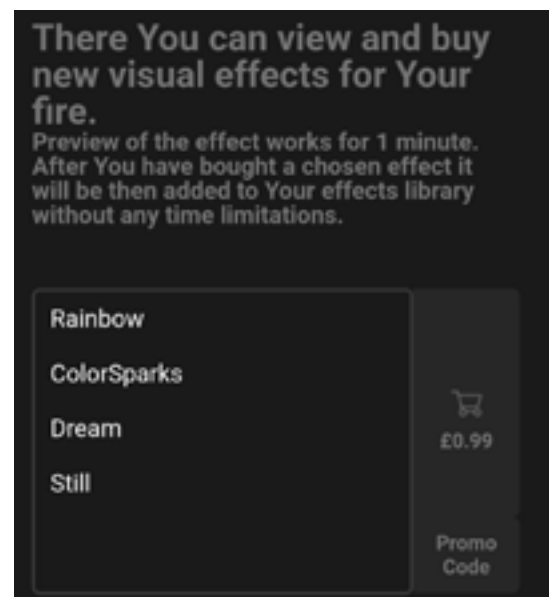 There You can view and buy
new visual effects for Your
fire.
Preview of the effect works for 1 minute.
After You have bought a chosen effect it
will be then added to Your effects library
without any time limitations.
Rainbow
ColorSparks
Dream
Still
£0.99
Promo
Code